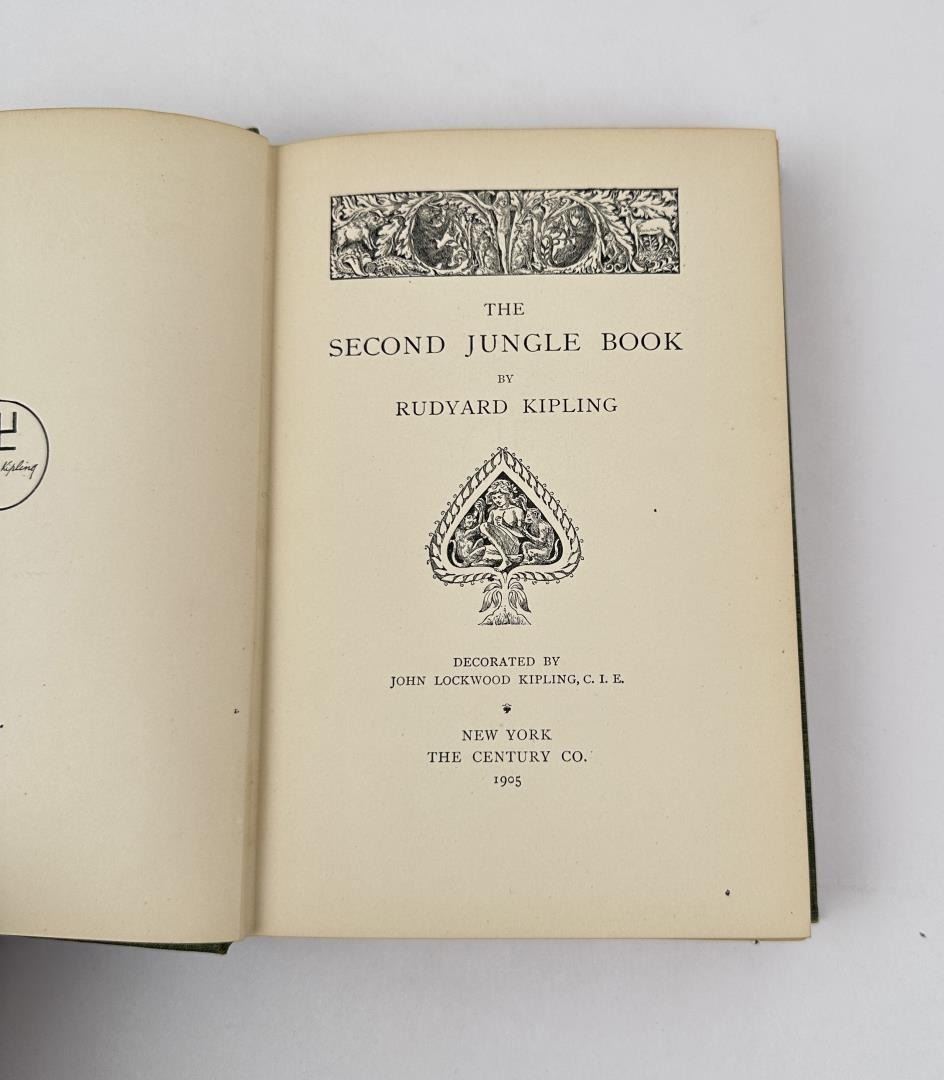 Kipling
THE
SECOND JUNGLE BOOK
BY
RUDYARD KIPLING
DECORATED BY
JOHN LOCKWOOD KIPLING, C. I. E.
NEW YORK
THE CENTURY CO.
1905